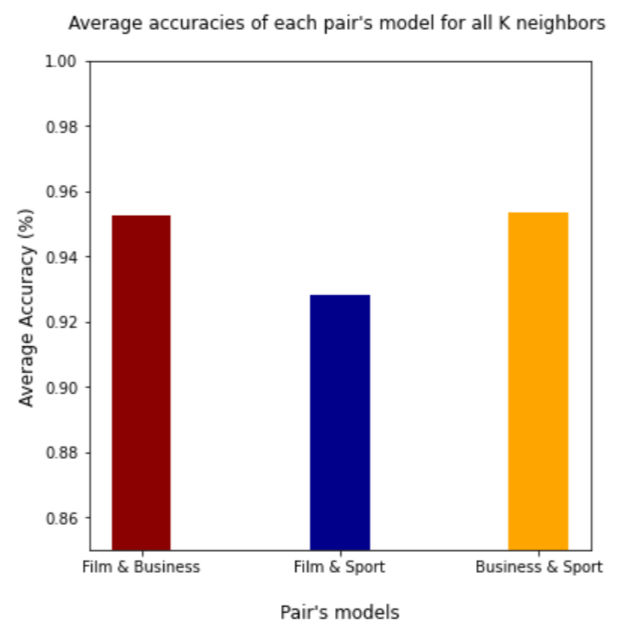 Average accuracies of each pair's model for all K neighbors
1.00
0.98
0.96
0.94
0.92
0.90
0.88
0.86
Average Accuracy (%)
Film & Business
Film & Sport
Business & Sport
Pair's models